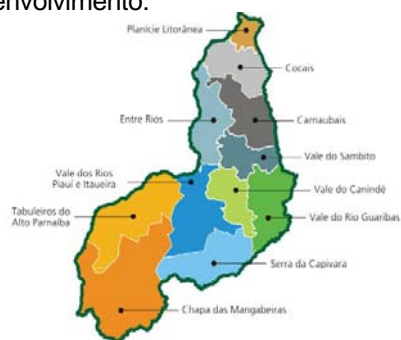 envolvimento.
Planície Litorânea
Cocais
Entre Rios
Carnaubais
Vale do Sambito
Vale dos Rios
Piauí e Itaueira
Vale do Canindé
Tabuleiros do
Alto Parnaíba
Vale do Rio Guaribas
Serra da Capivara
Chapa das Mangabeiras